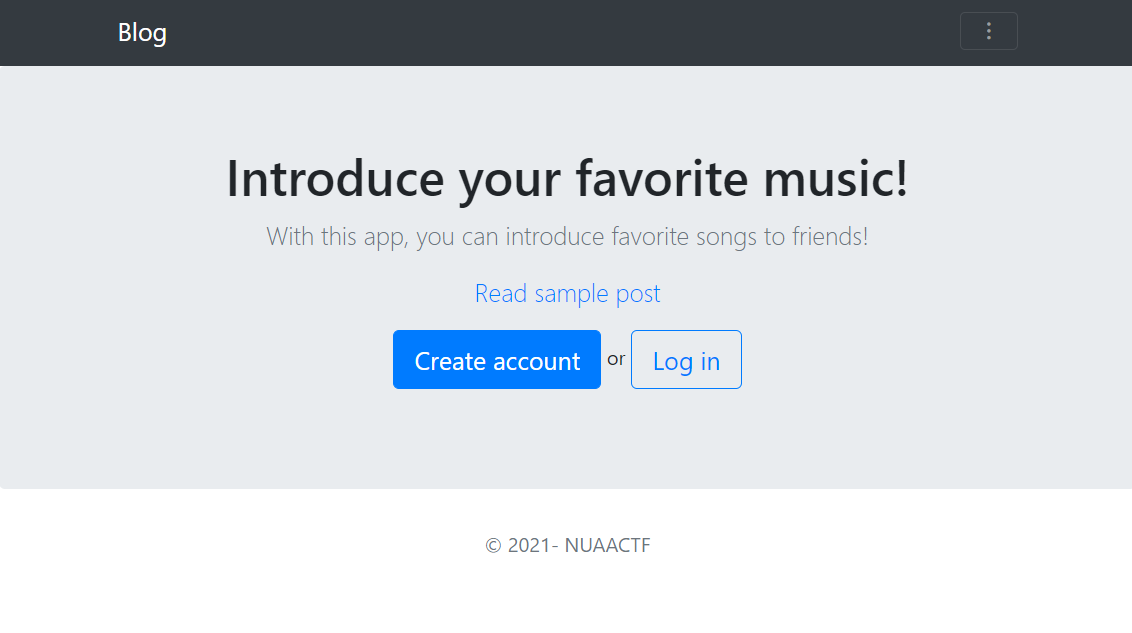 Blog
Introduce your favorite music!
With this app, you can introduce favorite songs to friends!
Read sample post
Create account or Log in
© 2021- NUAACTF